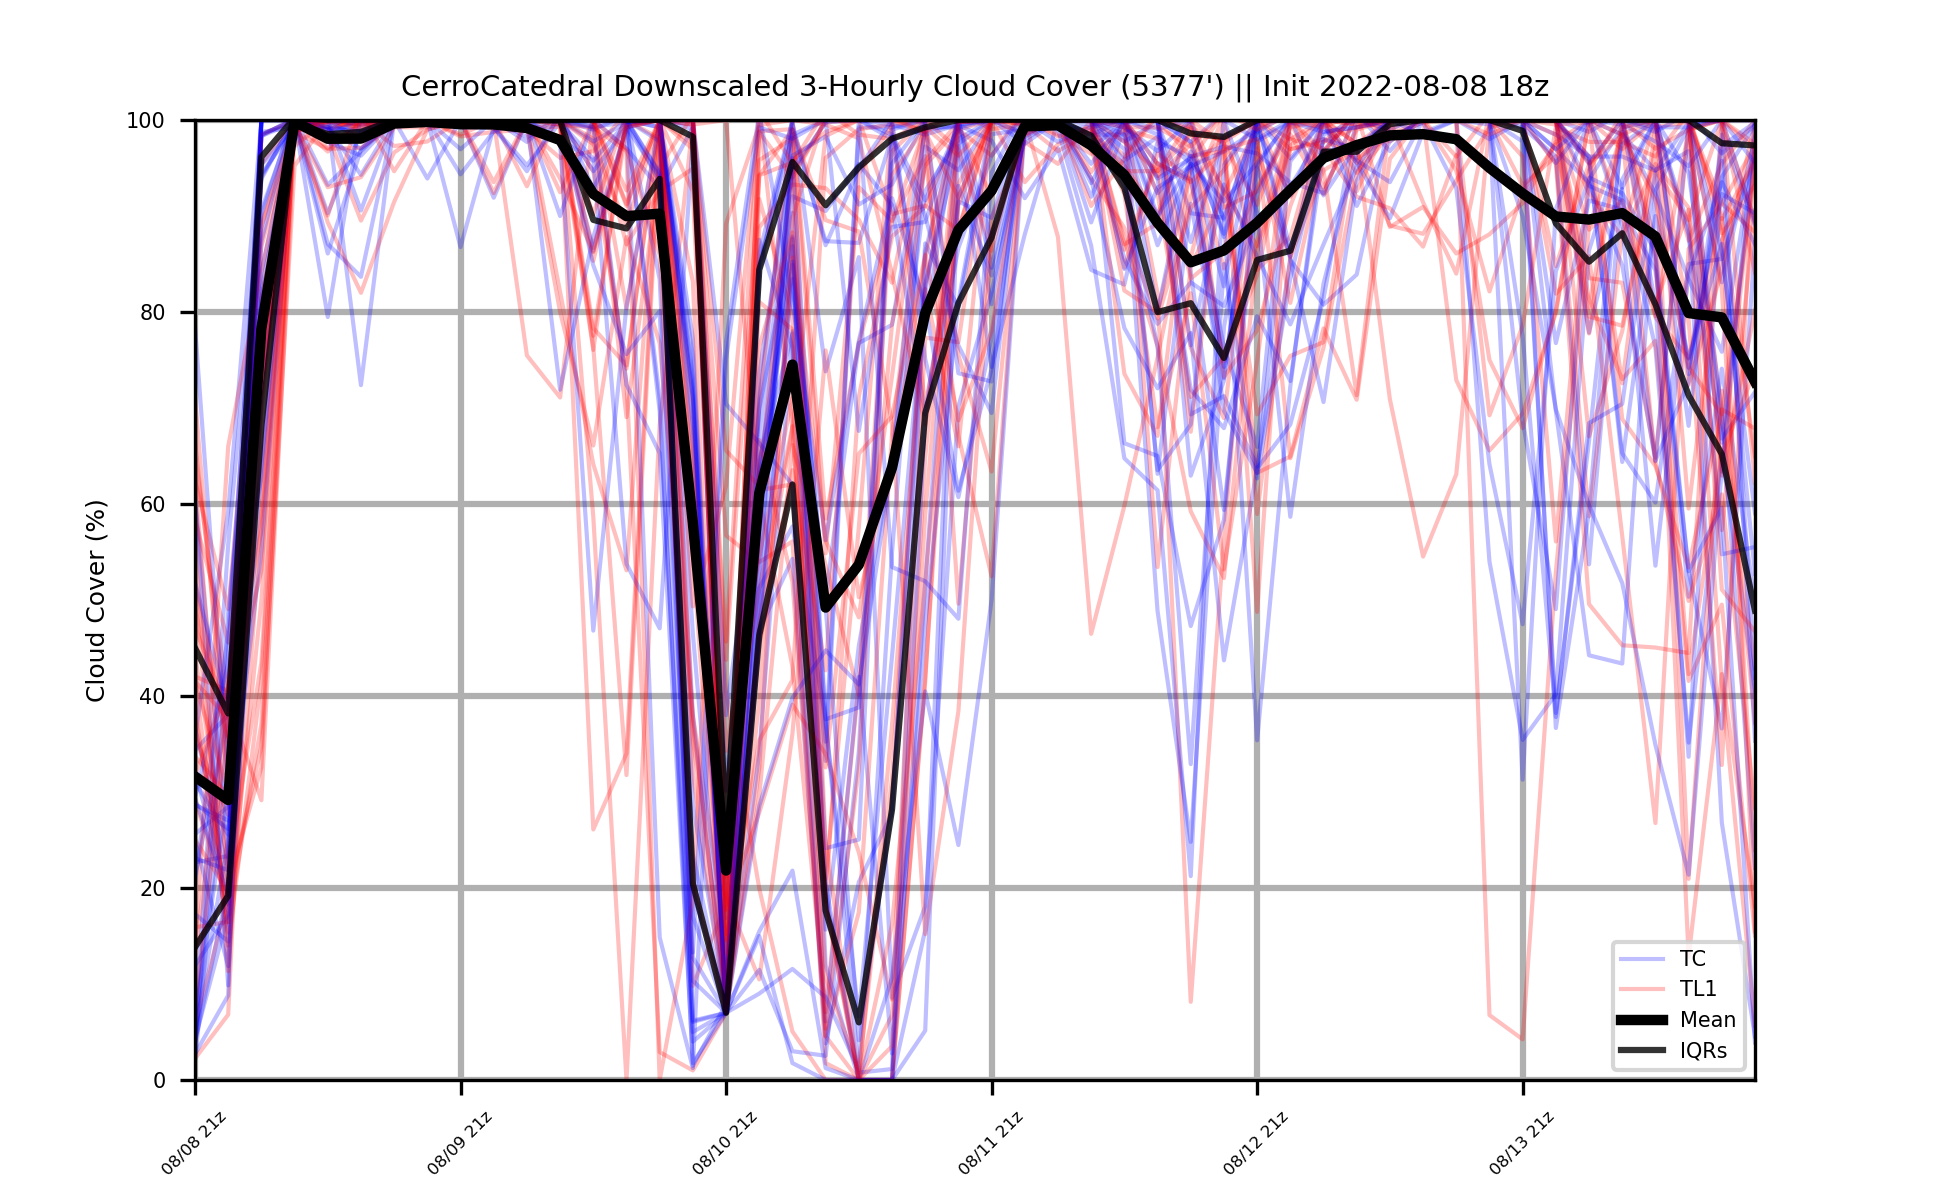 CerroCatedral Downscaled 3-Hourly Cloud Cover (5377') || Init 2022-08-08 18z
Cloud Cover (%)
100
80
60
40
20
0
TC
TL1
Mean
IQRs
08/08 21z
08/09 21z
08/10 21z
08/11 21z
08/12 21z
08/13 21z